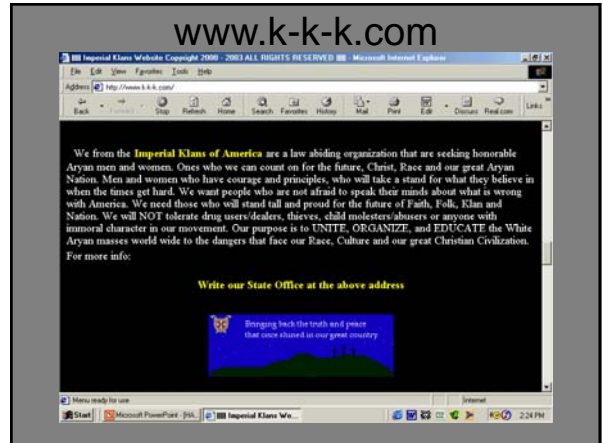 www.k-k-k.com
Imperial Klans Website Copyright 2000 - 2003 ALL RIGHTS RESERVED - Microsoft Internet Explorer
File Edit View Favorites Tools Help
Address http://www.k-k-k.com/
Back Forward Stop Refresh Home Search Favorites History Mail Print Edit Discuss Real.com Links
We from the Imperial Klans of America are a law abiding organization that are seeking honorable
Aryan men and women. Ones who we can count on for the future, Christ, Race and our great Aryan
Nation. Men and women who have courage and principles, who will take a stand for what they believe in
when the times get hard. We want people who are not afraid to speak their minds about what is wrong
with America. We need those who will stand tall and proud for the future of Faith, Folk, Klan and
Nation. We will NOT tolerate drug users/dealers, thieves, child molesters/abusers or anyone with
immoral character in our movement. Our purpose is to UNITE, ORGANIZE, and EDUCATE the White
Aryan masses world wide to the dangers that face our Race, Culture and our great Christian Civilization.
For more info:
Write our State Office at the above address
Bringing back the truth and peace
that once shined in our great country
Menu ready for use Internet
Start Microsoft PowerPoint - [HA... Imperial Klans We... 2:24 PM